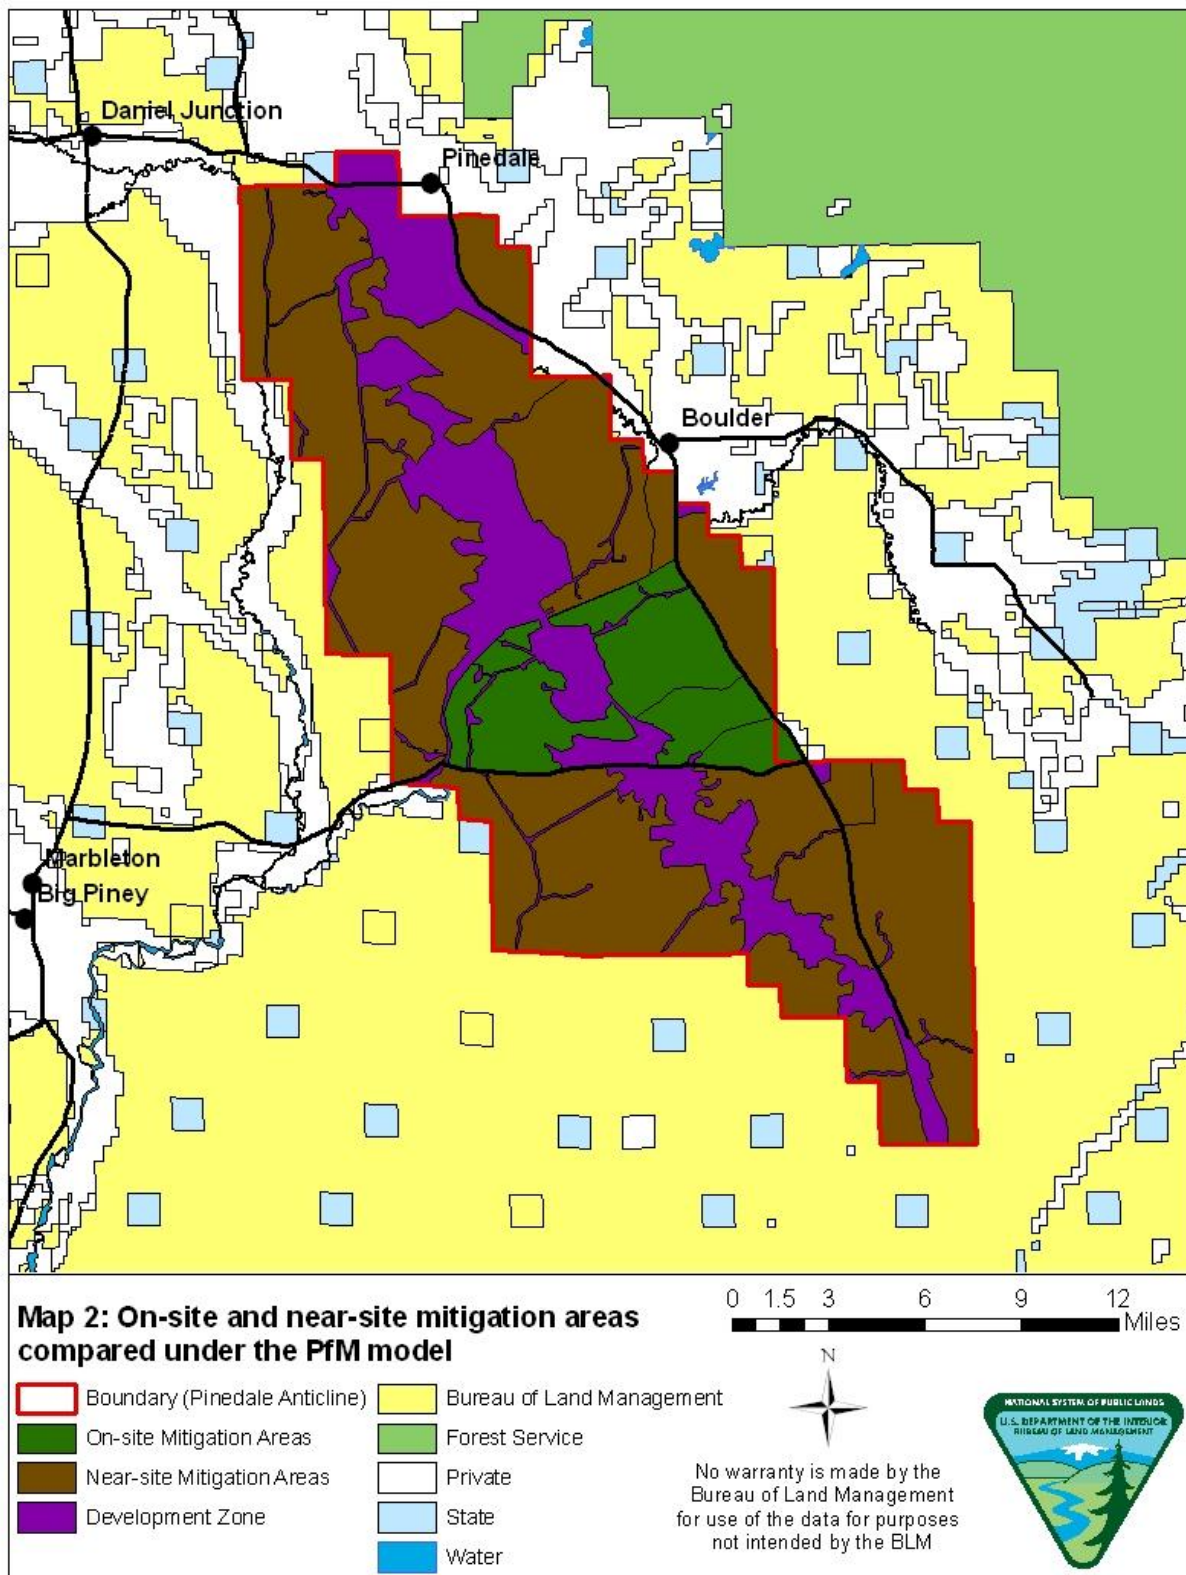 Daniel Junction
Pinedale
Boulder
Marbleton
Big Piney
Map 2: On-site and near-site mitigation areas
compared under the PfM model
0 1.5 3 6 9 12
Miles
Boundary (Pinedale Anticline)
On-site Mitigation Areas
Near-site Mitigation Areas
Development Zone
Bureau of Land Management
Forest Service
Private
State
Water
N
No warranty is made by the
Bureau of Land Management
for use of the data for purposes
not intended by the BLM
NATIONAL SYSTEM OF PUBLIC LANDS
U.S. DEPARTMENT OF THE INTERIOR
BUREAU OF LAND MANAGEMENT